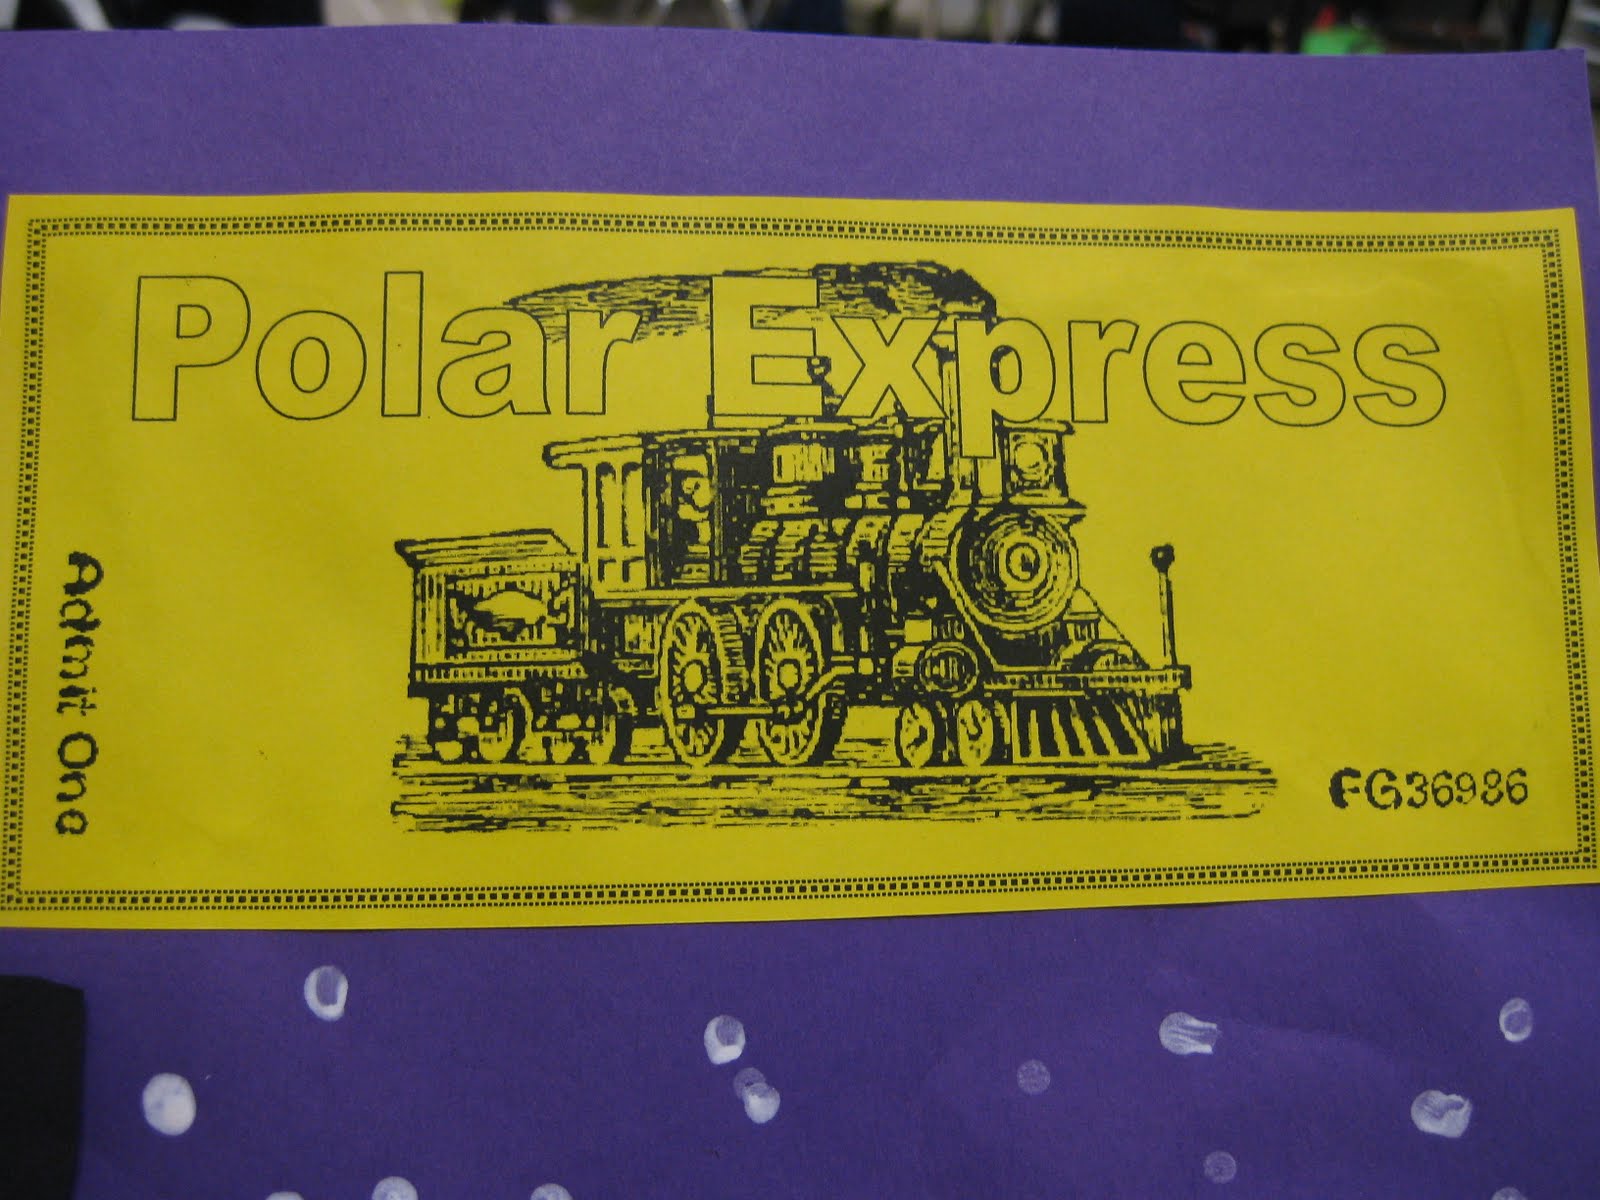 Polar Express
Admit One
FG36986